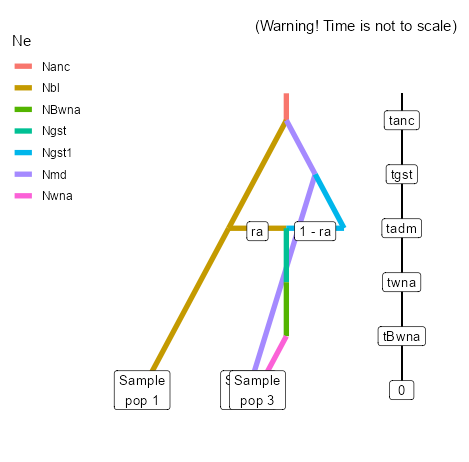 (Warning! Time is not to scale)
Ne
Nanc
Nbl
NBwna
Ngst
Ngst1
Nmd
Nwna
tanc
tgst
ra
1 - ra
tadm
twna
tBwna
Sample
pop 1
S
Sample
pop 3
0